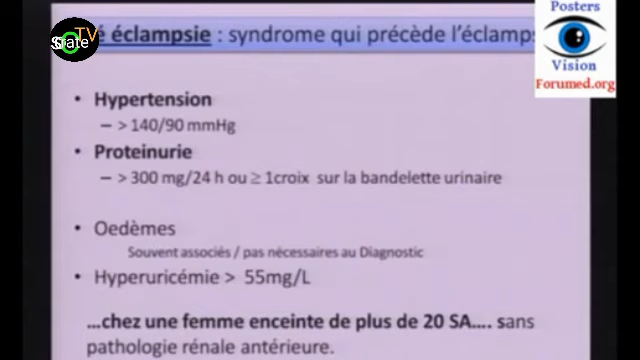 Posters
Vision
Forumed.org
TV
éclampsie : syndrome qui précède l'éclamps
• Hypertension
– > 140/90 mmHg
• Proteinurie
– > 300 mg/24 h ou ≥ 1croix sur la bandelette urinaire
• Oedèmes
Souvent associés / pas nécessaires au Diagnostic
• Hyperuricémie > 55mg/L
...chez une femme enceinte de plus de 20 SA.... sans
pathologie rénale antérieure.